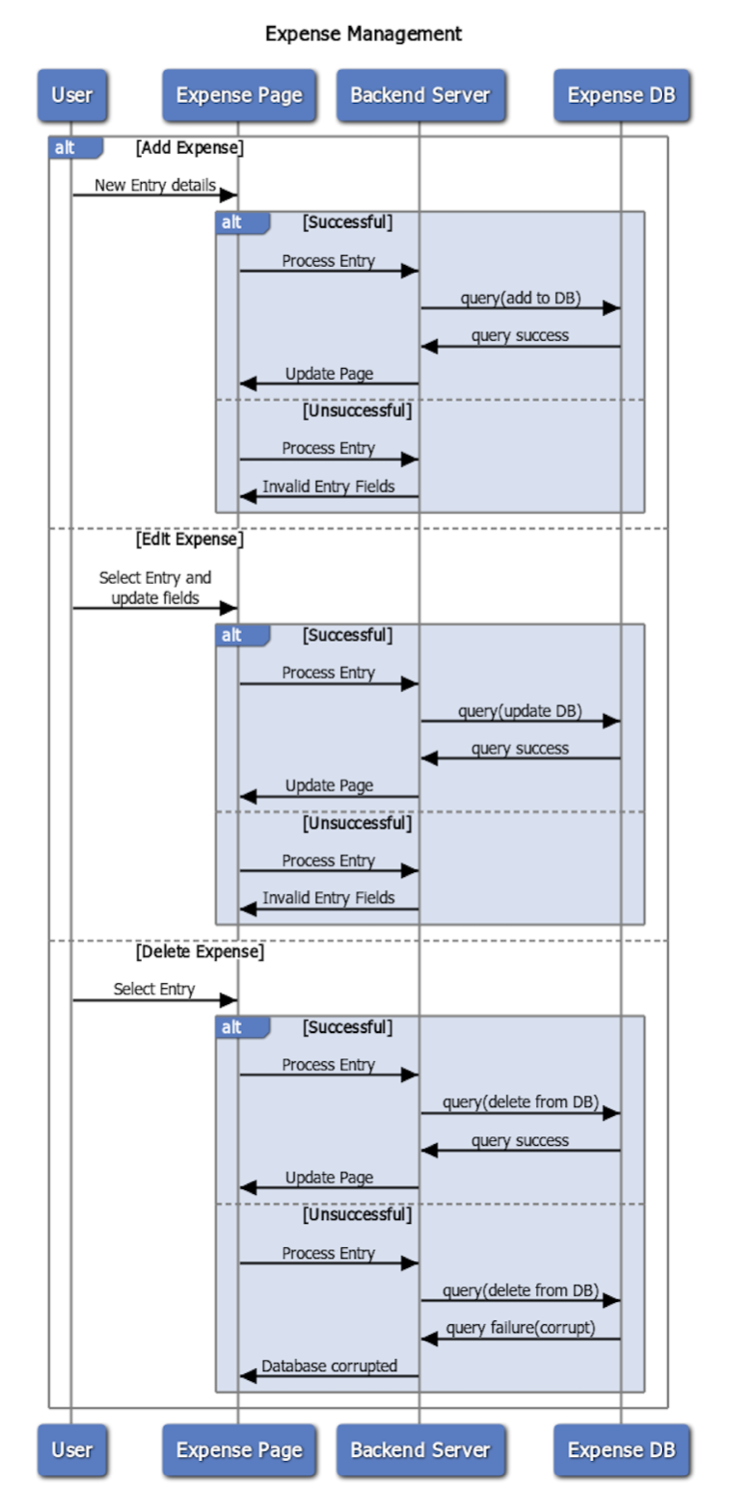 Expense Management
User
Expense Page
Backend Server
Expense DB
alt
[Add Expense]
New Entry details
alt
[Successful]
Process Entry
query(add to DB)
query success
Update Page
[Unsuccessful]
Process Entry
Invalid Entry Fields
[Edit Expense]
Select Entry and
update fields
alt
[Successful]
Process Entry
query(update DB)
query success
Update Page
[Unsuccessful]
Process Entry
Invalid Entry Fields
[Delete Expense]
Select Entry
alt
[Successful]
Process Entry
query(delete from DB)
query success
Update Page
[Unsuccessful]
Process Entry
query(delete from DB)
query failure(corrupt)
Database corrupted
User
Expense Page
Backend Server
Expense DB